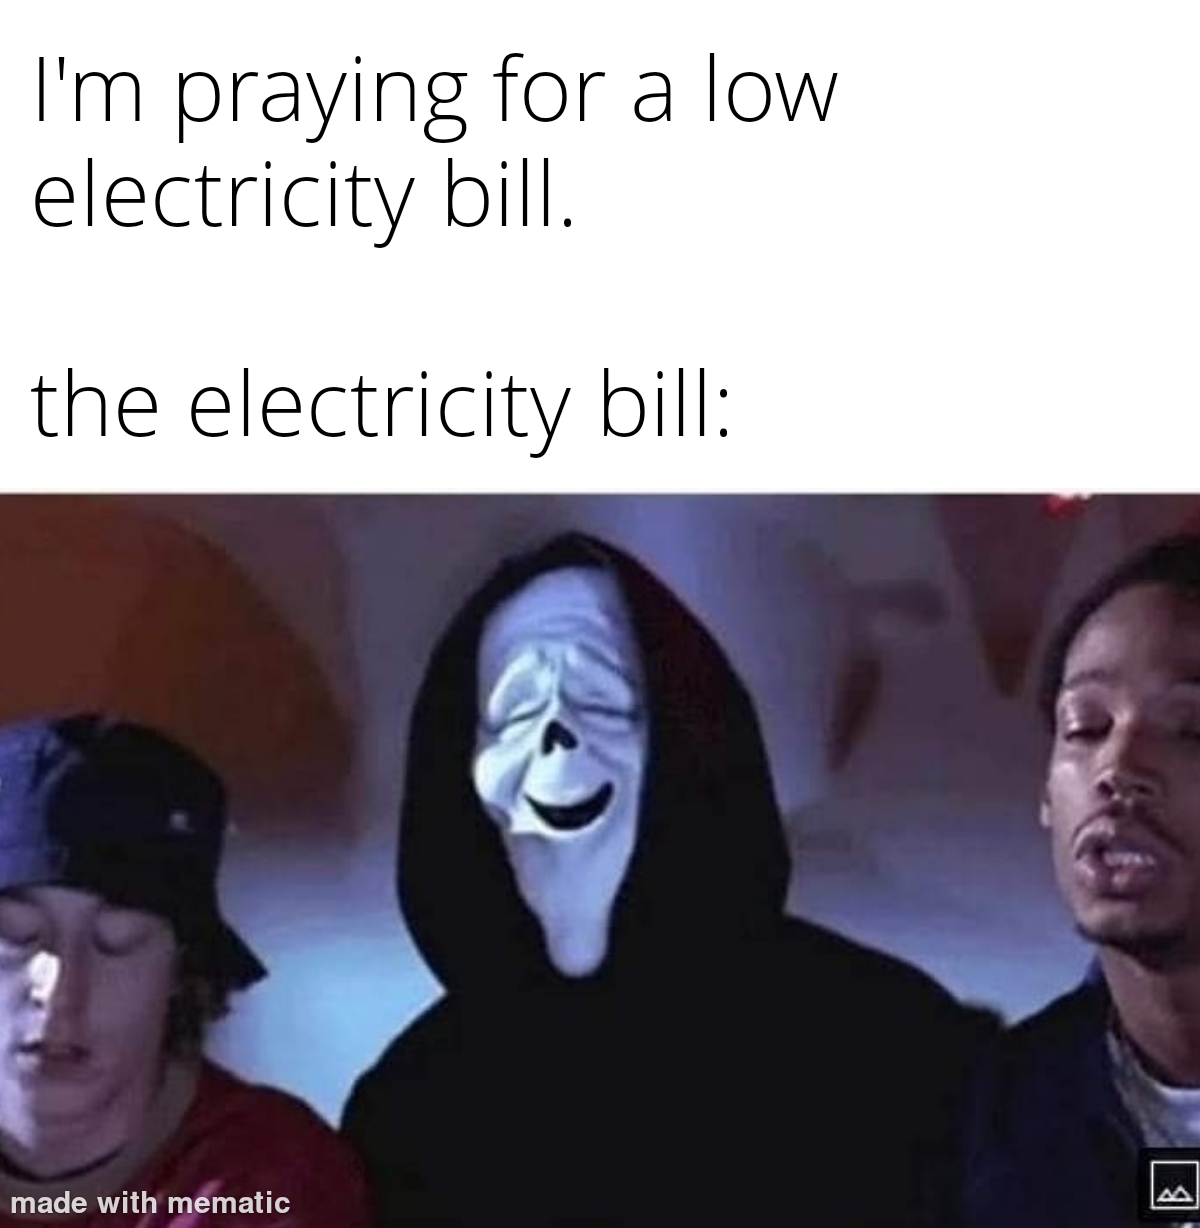 I'm praying for a low
electricity bill.
the electricity bill:
made with mematic